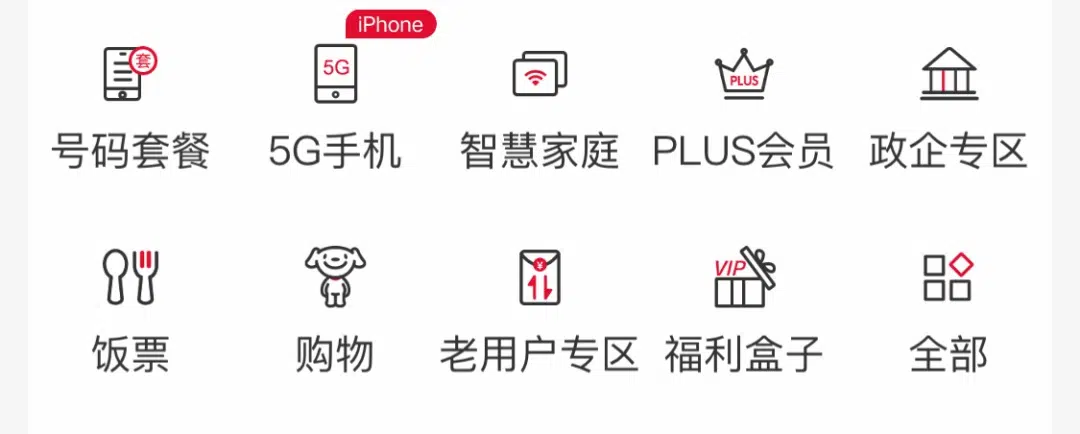 iPhone
套
5G
PLUS
号码套餐
5G手机
智慧家庭
PLUS会员
政企专区
¥
VIP
饭票
购物
老用户专区
福利盒子
全部